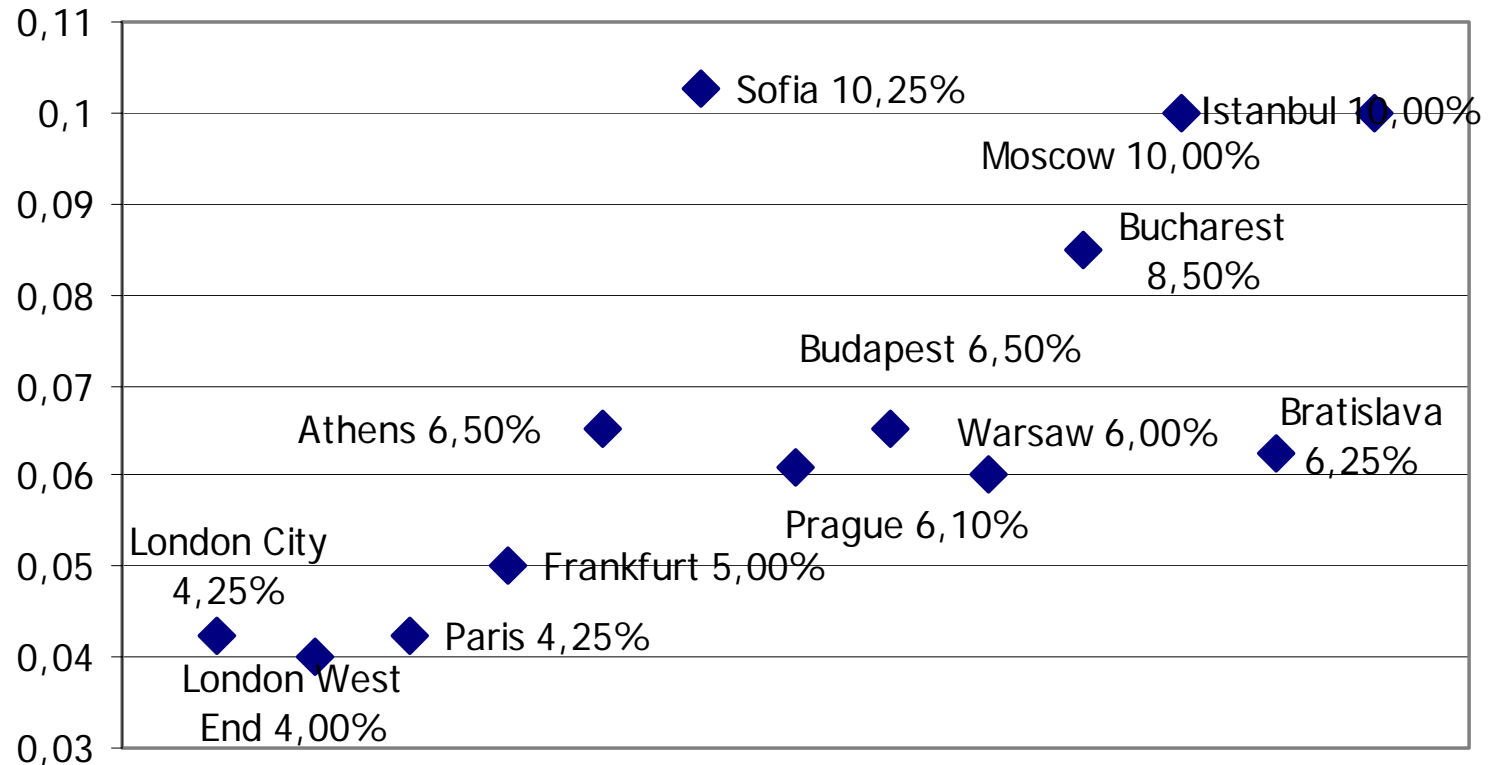 0,11
Sofia 10,25%
0,1
Istanbul 10,00%
Moscow 10,00%
0,09
Bucharest
8,50%
0,08
Budapest 6,50%
0,07
Bratislava
6,25%
Athens 6,50%
Warsaw 6,00%
0,06
Prague 6,10%
London City
4,25%
0,05
Frankfurt 5,00%
Paris 4,25%
0,04
London West
End 4,00%
0,03